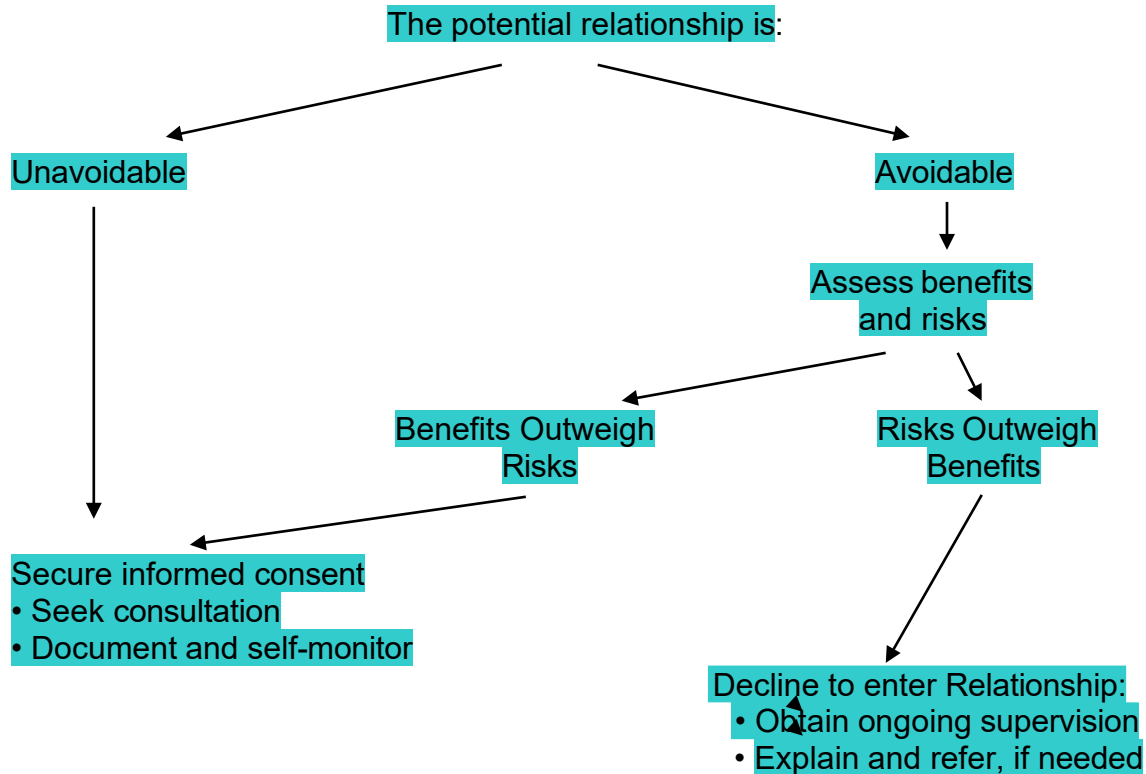 The potential relationship is:
Unavoidable
Avoidable
Assess benefits
and risks
Benefits Outweigh
Risks
Risks Outweigh
Benefits
Secure informed consent
• Seek consultation
• Document and self-monitor
Decline to enter Relationship:
• Obtain ongoing supervision
• Explain and refer, if needed